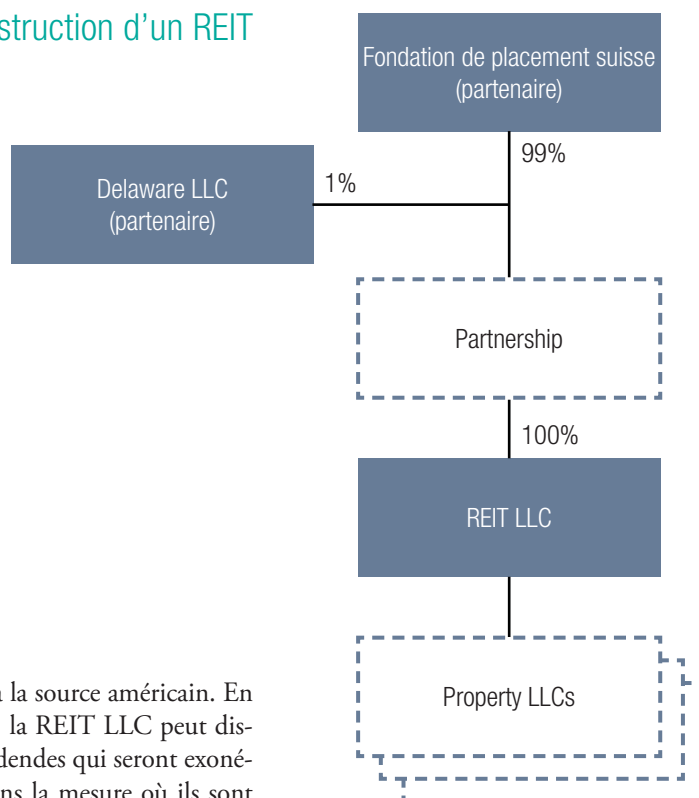 struction d’un REIT
Fondation de placement suisse
(partenaire)
99%
Delaware LLC
(partenaire)
1%
Partnership
100%
REIT LLC
Property LLCs
la source américain. En
la REIT LLC peut dis-
dendes qui seront exoné-
ns la mesure où ils sont